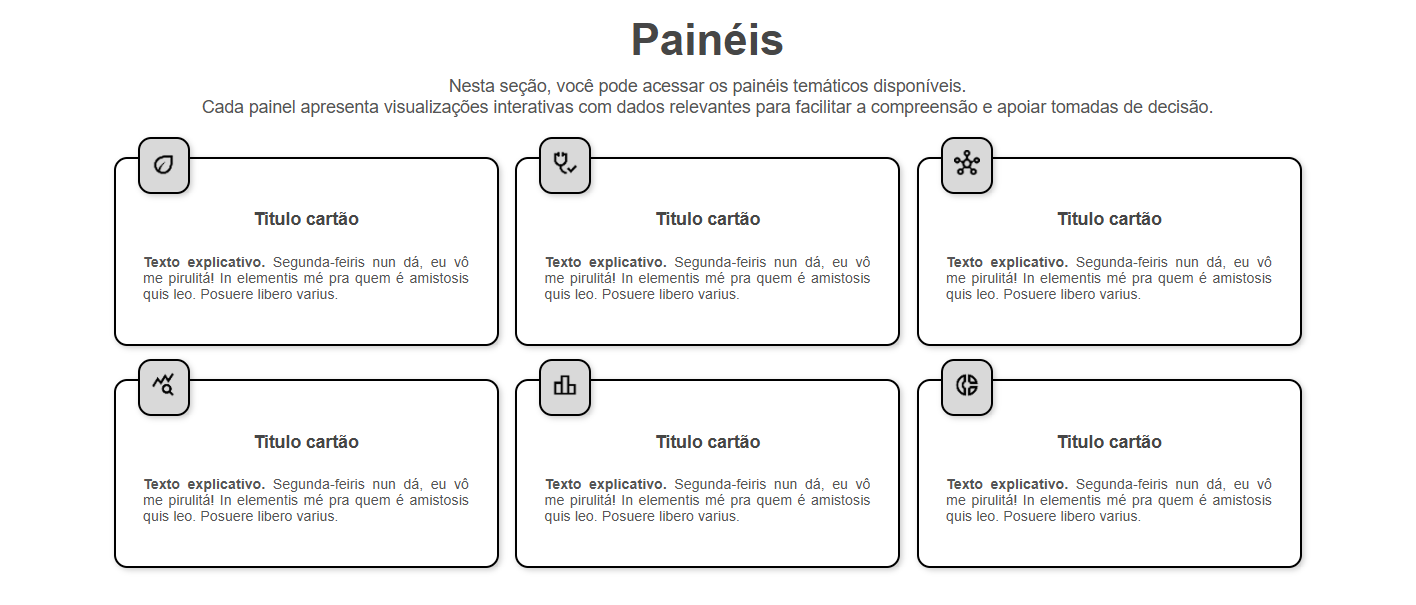 Painéis
Nesta seção, você pode acessar os painéis temáticos disponíveis.
Cada painel apresenta visualizações interativas com dados relevantes para facilitar a compreensão e apoiar tomadas de decisão.
Titulo cartão
Texto explicativo. Segunda-feiris nun dá, eu vô
me pirulitá! In elementis mé pra quem é amistosis
quis leo. Posuere libero varius.
Titulo cartão
Texto explicativo. Segunda-feiris nun dá, eu vô
me pirulitá! In elementis mé pra quem é amistosis
quis leo. Posuere libero varius.
Titulo cartão
Texto explicativo. Segunda-feiris nun dá, eu vô
me pirulitá! In elementis mé pra quem é amistosis
quis leo. Posuere libero varius.
Titulo cartão
Texto explicativo. Segunda-feiris nun dá, eu vô
me pirulitá! In elementis mé pra quem é amistosis
quis leo. Posuere libero varius.
Titulo cartão
Texto explicativo. Segunda-feiris nun dá, eu vô
me pirulitá! In elementis mé pra quem é amistosis
quis leo. Posuere libero varius.
Titulo cartão
Texto explicativo. Segunda-feiris nun dá, eu vô
me pirulitá! In elementis mé pra quem é amistosis
quis leo. Posuere libero varius.